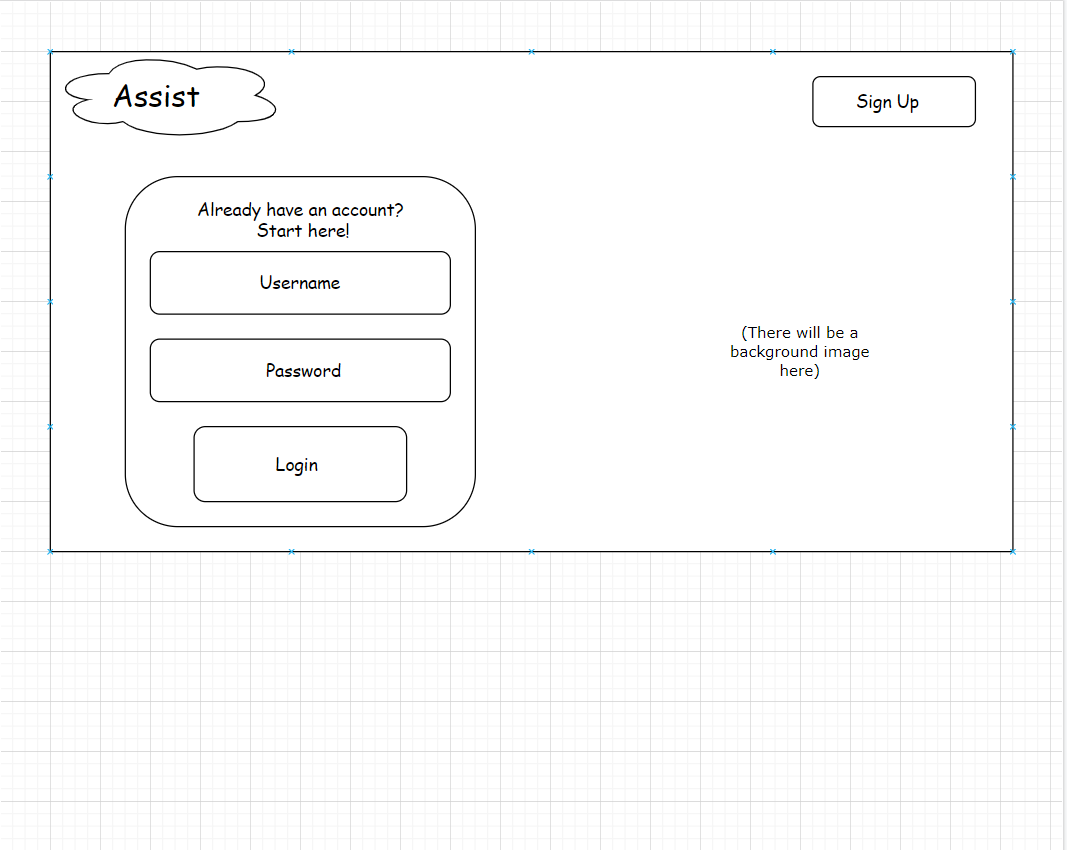 Assist
Sign Up
Already have an account?
Start here!
Username
Password
Login
(There will be a
background image
here)